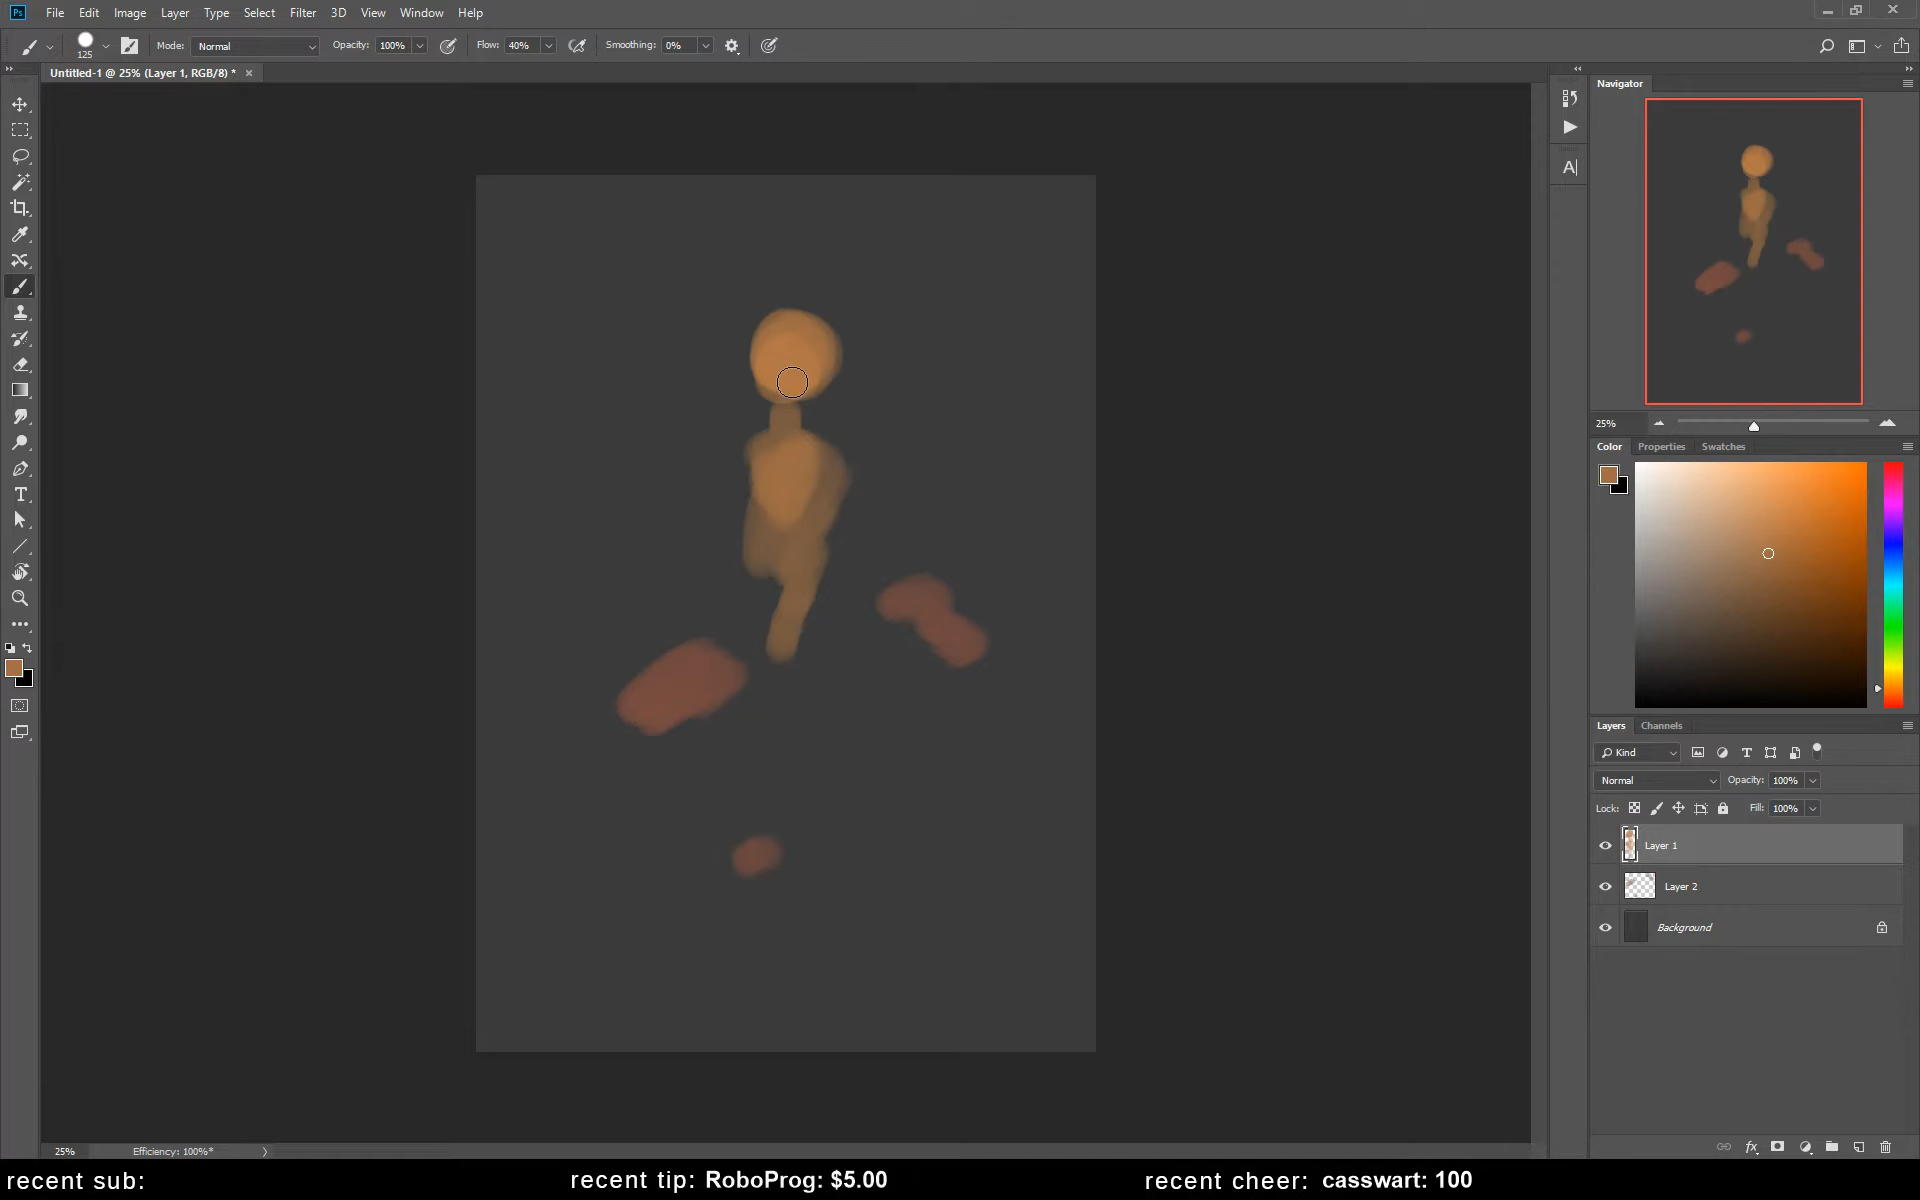 Ps File Edit Image Layer Type Select Filter 3D View Window Help
125 Mode: Normal Opacity: 100% Flow: 40% Smoothing: 0%
Untitled-1 @ 25% (Layer 1, RGB/8) * ×
Navigator
A|
25%
Color Properties Swatches
Layers Channels
Kind
Normal Opacity: 100%
Lock: Fill: 100%
Layer 1
Layer 2
Background
fx
25% Efficiency: 100%*
recent sub: recent tip: RoboProg: $5.00 recent cheer: casswart: 100